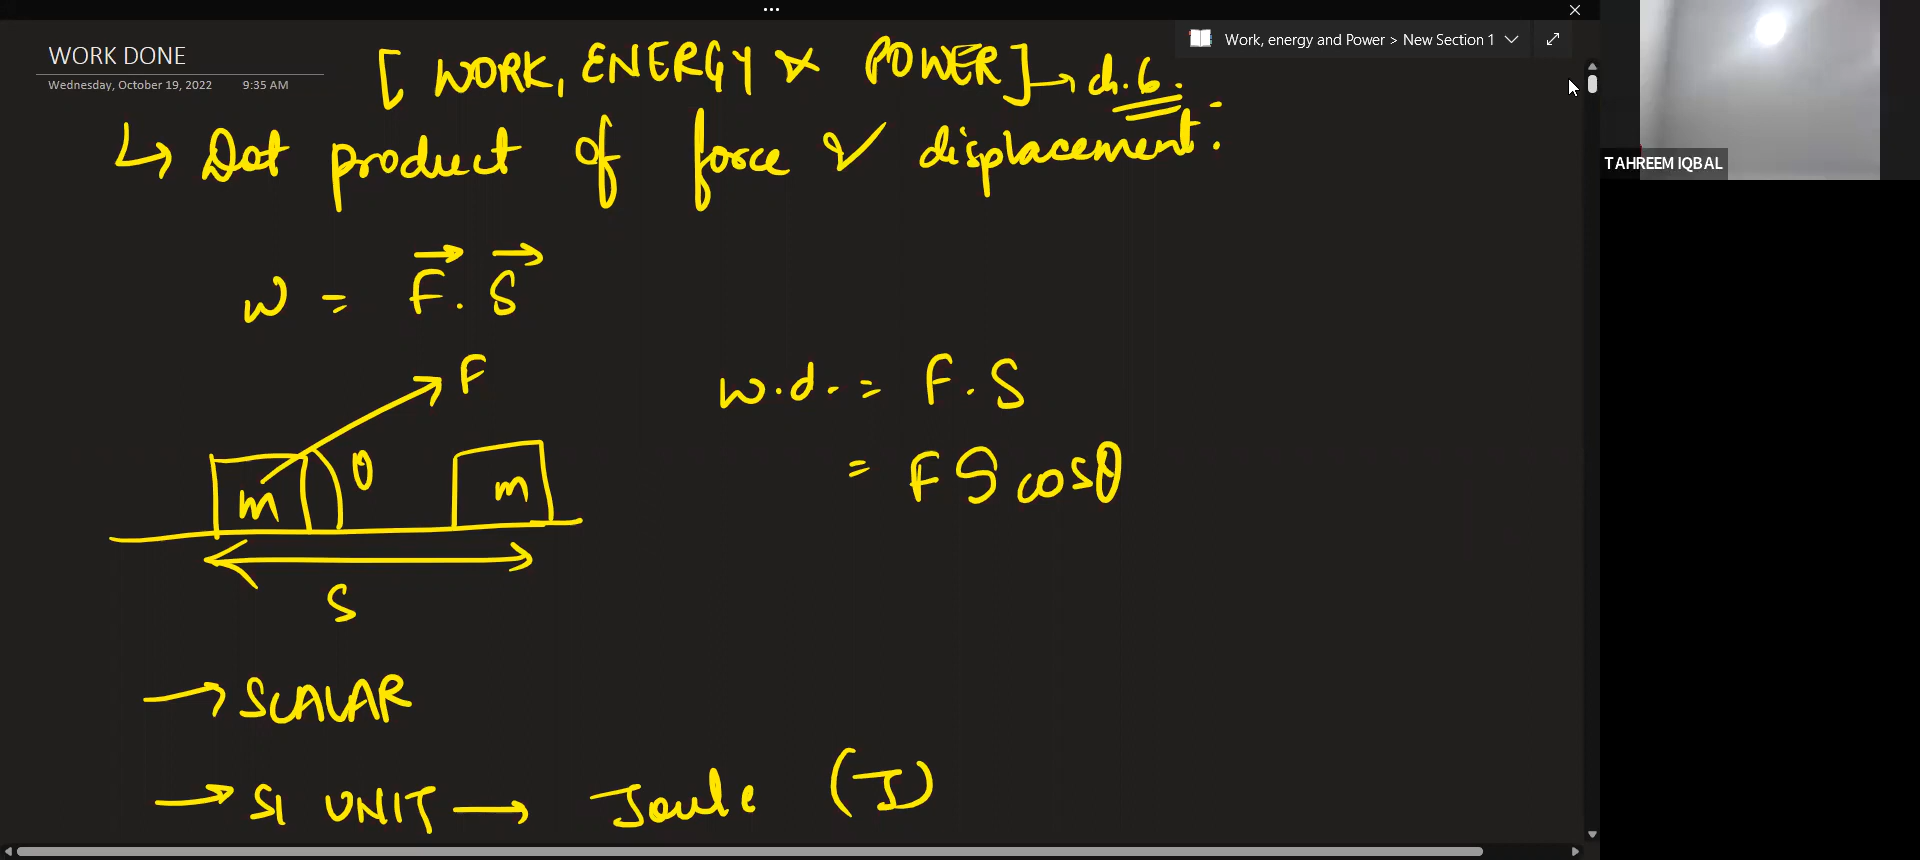 WORK DONE
Wednesday, October 19, 2022 9:35 AM
Work, energy and Power > New Section 1
TAHREEM IQBAL
[ WORK, ENERGY & POWER ] → ch. 6.
↳ Dot product of force & displacement:
W = F⃗ . S⃗
F
m θ m
S
w.d. = F . S
= F S cosθ
→ SCALAR
→ SI UNIT → Joule (J)